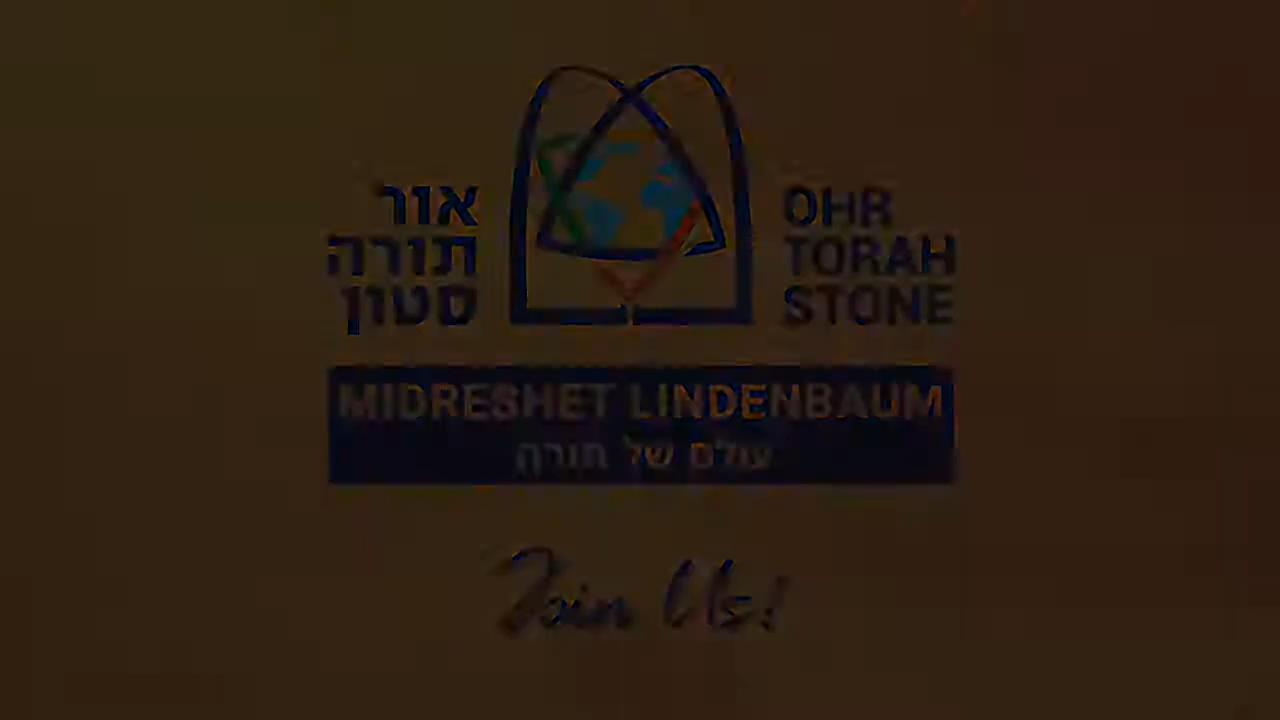 אור
תורה
סטון
OHR
TORAH
STONE
MIDRESHET LINDENBAUM
עולם של תורה
Join Us!